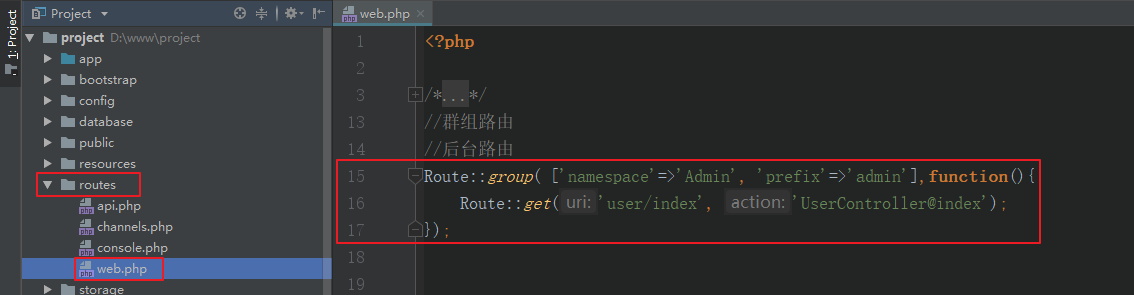 1: Project
Project
project D:\www\project
app
bootstrap
config
database
public
resources
routes
api.php
channels.php
console.php
web.php
storage
web.php
1 <?php
2
3 /*...*/
13 //群组路由
14 //后台路由
15 Route::group( ['namespace'=>'Admin', 'prefix'=>'admin'],function(){
16 Route::get( uri: 'user/index', action: 'UserController@index');
17 });
18
19